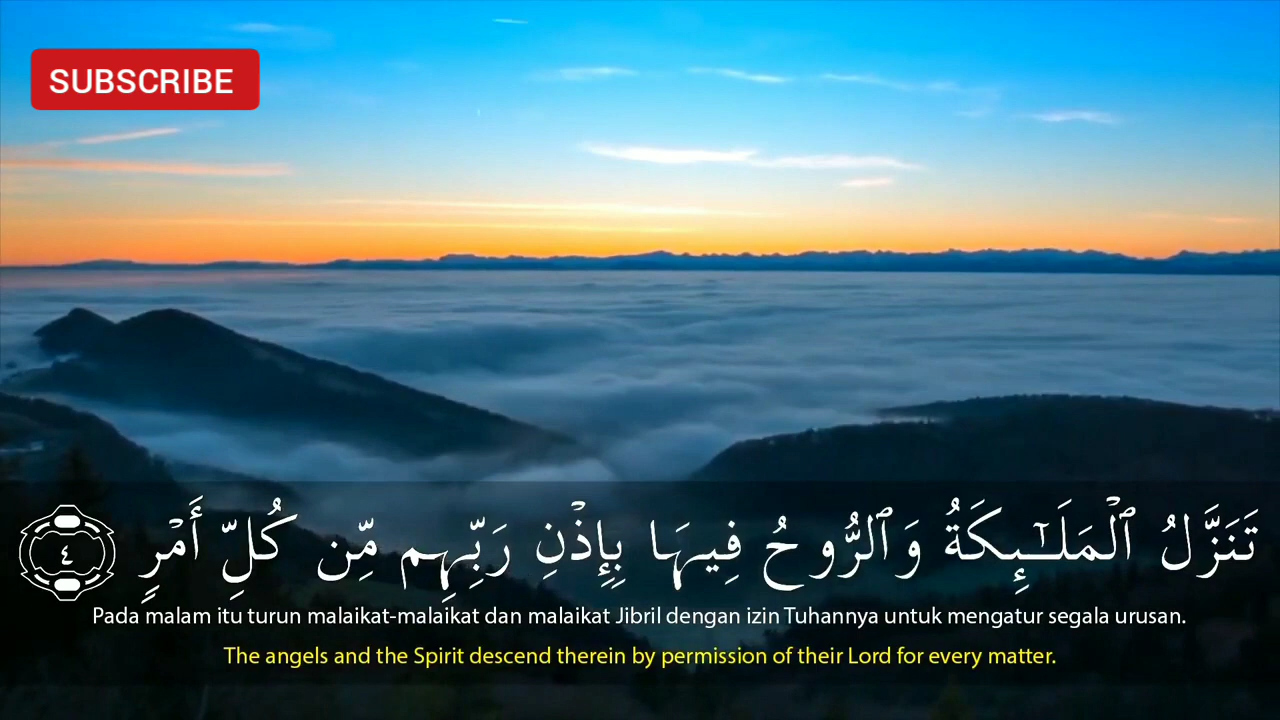 SUBSCRIBE
تَنَزَّلُ ٱلْمَلَـٰٓئِكَةُ وَٱلرُّوحُ فِيهَا بِإِذْنِ رَبِّهِم مِّن كُلِّ أَمْرٍ ٤
Pada malam itu turun malaikat-malaikat dan malaikat Jibril dengan izin Tuhannya untuk mengatur segala urusan.
The angels and the Spirit descend therein by permission of their Lord for every matter.